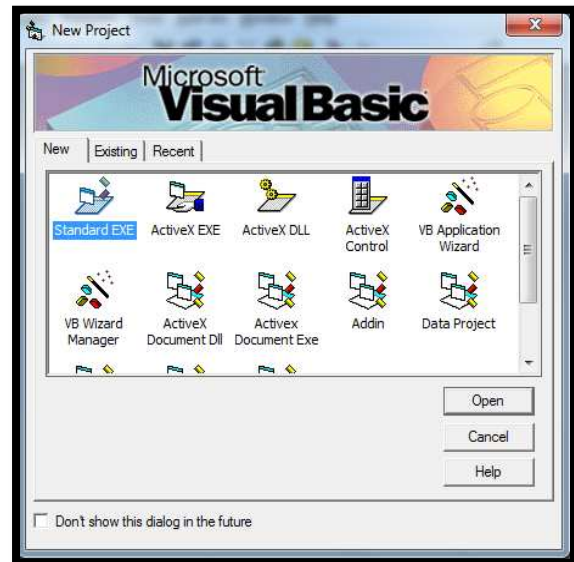 New Project
Microsoft
Visual Basic
New Existing Recent
Standard EXE ActiveX EXE ActiveX DLL ActiveX Control VB Application Wizard
VB Wizard Manager ActiveX Document Dll Activex Document Exe Addin Data Project
Open
Cancel
Help
Don't show this dialog in the future